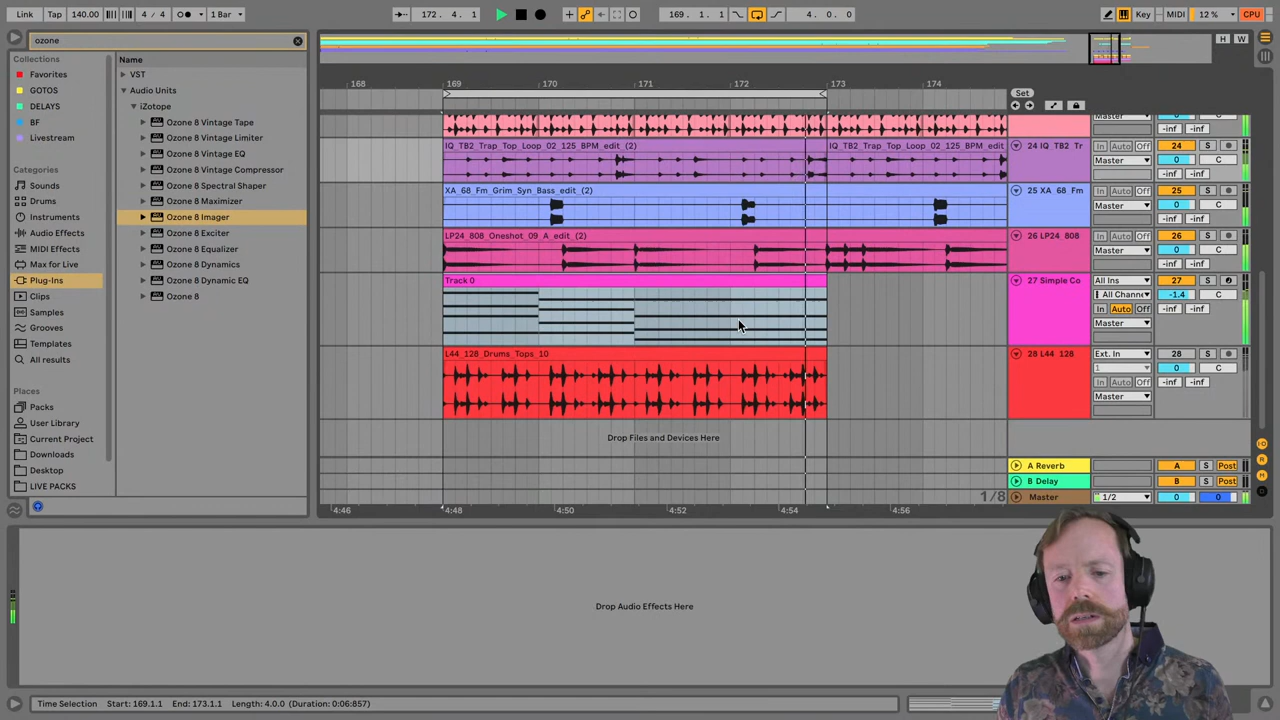 Link Tap 140.00 4 / 4 1 Bar 172. 4. 1 169. 1. 1 4. 0. 0 Key MIDI 12 % CPU
ozone
H W
Collections
Favorites
GOTOS
DELAYS
BF
Livestream
Categories
Sounds
Drums
Instruments
Audio Effects
MIDI Effects
Max for Live
Plug-Ins
Clips
Samples
Grooves
Templates
All results
Places
Packs
User Library
Current Project
Downloads
Desktop
LIVE PACKS
Name
VST
Audio Units
iZotope
Ozone 8 Vintage Tape
Ozone 8 Vintage Limiter
Ozone 8 Vintage EQ
Ozone 8 Vintage Compressor
Ozone 8 Spectral Shaper
Ozone 8 Maximizer
Ozone 8 Imager
Ozone 8 Exciter
Ozone 8 Equalizer
Ozone 8 Dynamics
Ozone 8 Dynamic EQ
Ozone 8
168 169 170 171 172 173 174
Set
Master -inf -inf
IQ_TB2_Trap_Top_Loop_02_125_BPM_edit_(2) IQ_TB2_Trap_Top_Loop_02_125_BPM_edit
24 IQ_TB2_Tr In Auto Off 24 S
Master 0 C
-inf -inf
XA_68_Fm_Grim_Syn_Bass_edit_(2)
25 XA_68_Fm In Auto Off 25 S
Master 0 C
-inf -inf
LP24_808_Oneshot_09_A_edit_(2)
26 LP24_808 In Auto Off 26 S
Master 0 C
-inf -inf
Track 0
27 Simple Co All Ins 27 S
All Channe -1.4 C
In Auto Off -inf -inf
Master
L44_128_Drums_Tops_10
28 L44_128 Ext. In 28 S
1 0 C
In Auto Off -inf -inf
Master
Drop Files and Devices Here
A Reverb A S Post
B Delay B S Post
1/8 Master 1/2 0 0
4:46 4:48 4:50 4:52 4:54 4:56
Drop Audio Effects Here
Time Selection Start: 169.1.1 End: 173.1.1 Length: 4.0.0 (Duration: 0:06:857)